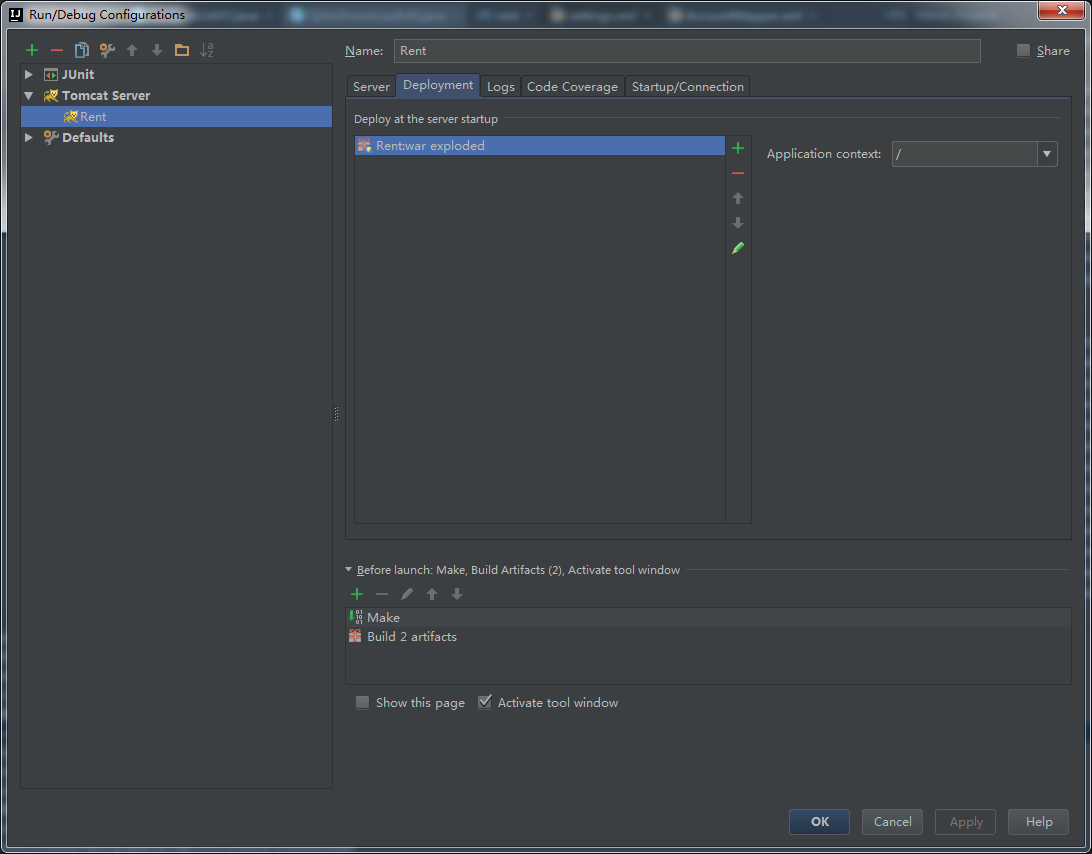 Run/Debug Configurations
Name: Rent Share
JUnit
Tomcat Server
Rent
Defaults
Server Deployment Logs Code Coverage Startup/Connection
Deploy at the server startup
Rent:war exploded
Application context: /
Before launch: Make, Build Artifacts (2), Activate tool window
Make
Build 2 artifacts
Show this page Activate tool window
OK Cancel Apply Help